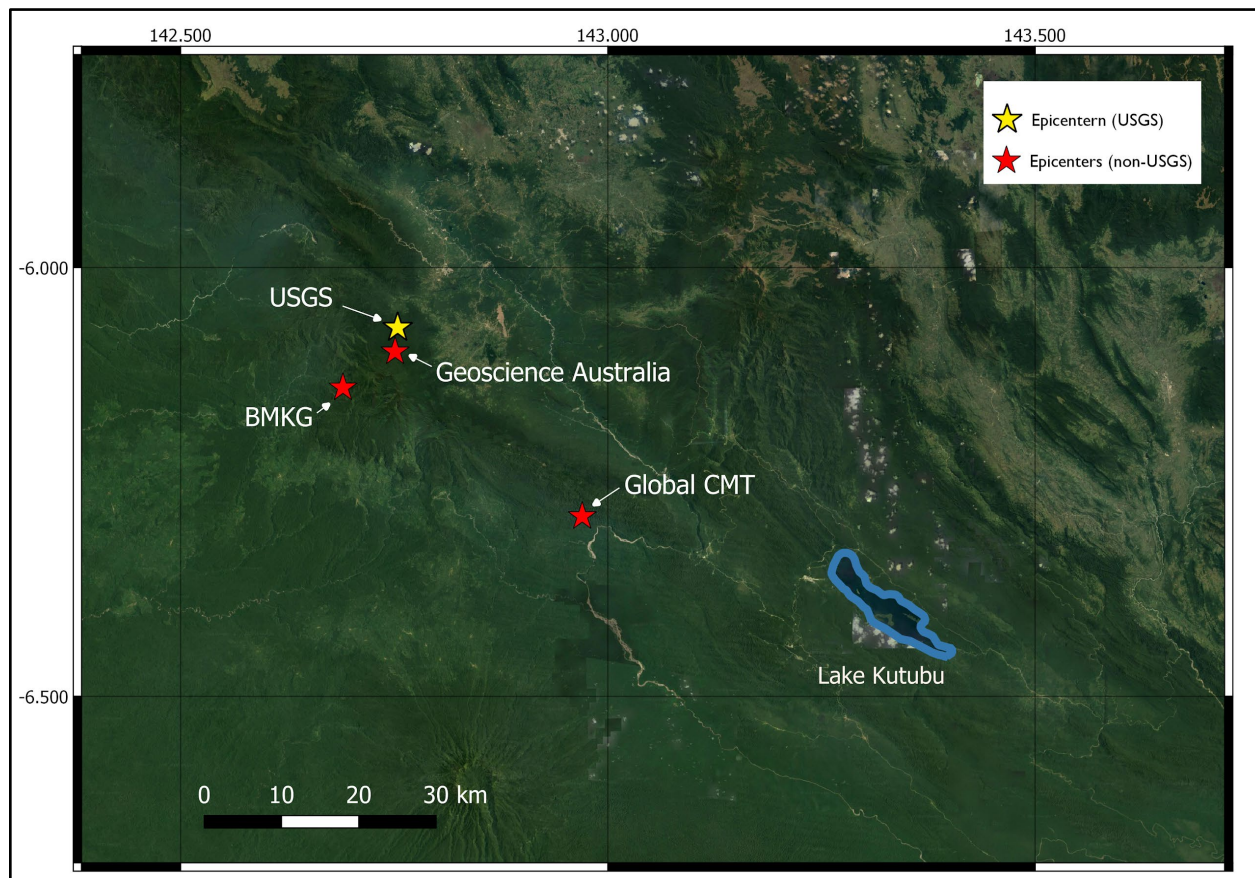 142.500
143.000
143.500
Epicentern (USGS)
Epicenters (non-USGS)
-6.000
USGS
Geoscience Australia
BMKG
Global CMT
Lake Kutubu
-6.500
0 10 20 30 km